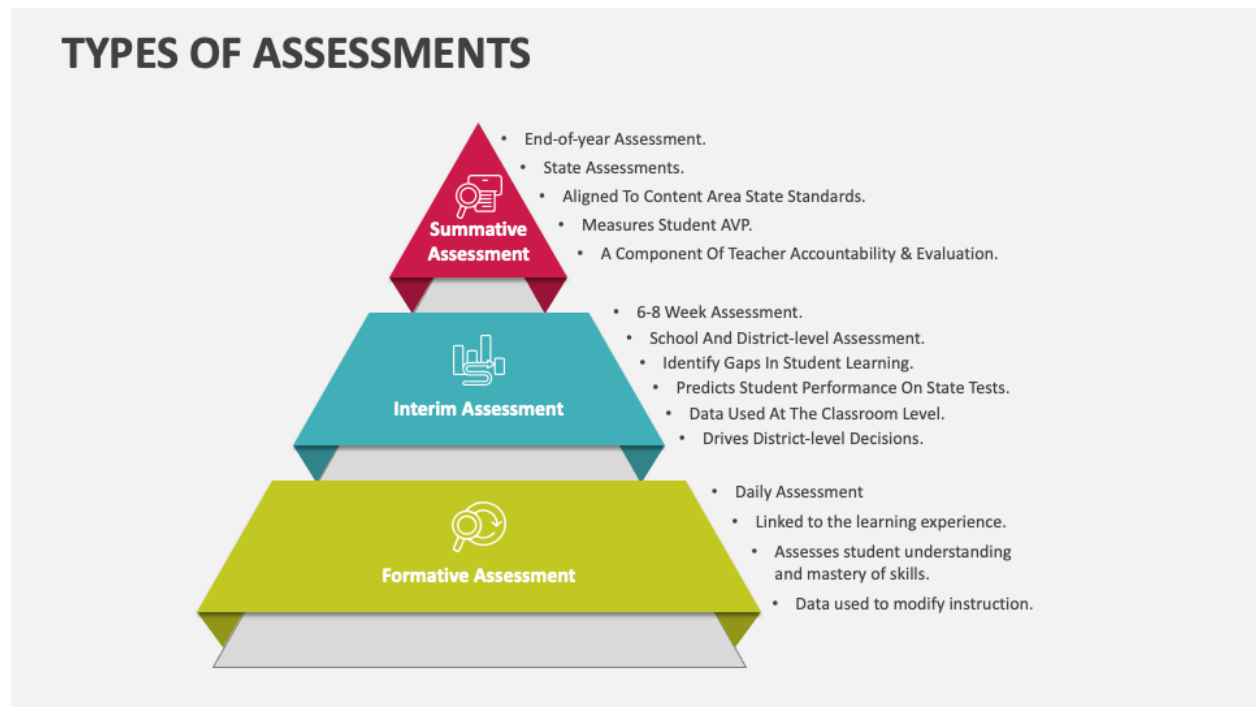 TYPES OF ASSESSMENTS
• End-of-year Assessment.
• State Assessments.
• Aligned To Content Area State Standards.
• Measures Student AVP.
• A Component Of Teacher Accountability & Evaluation.
Summative
Assessment
• 6-8 Week Assessment.
• School And District-level Assessment.
• Identify Gaps In Student Learning.
• Predicts Student Performance On State Tests.
• Data Used At The Classroom Level.
• Drives District-level Decisions.
Interim Assessment
• Daily Assessment
• Linked to the learning experience.
• Assesses student understanding
and mastery of skills.
• Data used to modify instruction.
Formative Assessment